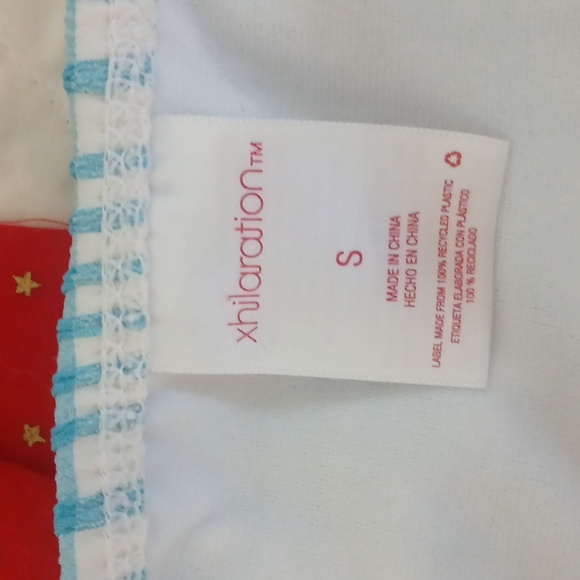 xhilaration™
S
MADE IN CHINA
HECHO EN CHINA
LABEL MADE FROM 100% RECYCLED PLASTIC
ETIQUETA ELABORADA CON PLÁSTICO
100 % RECICLADO